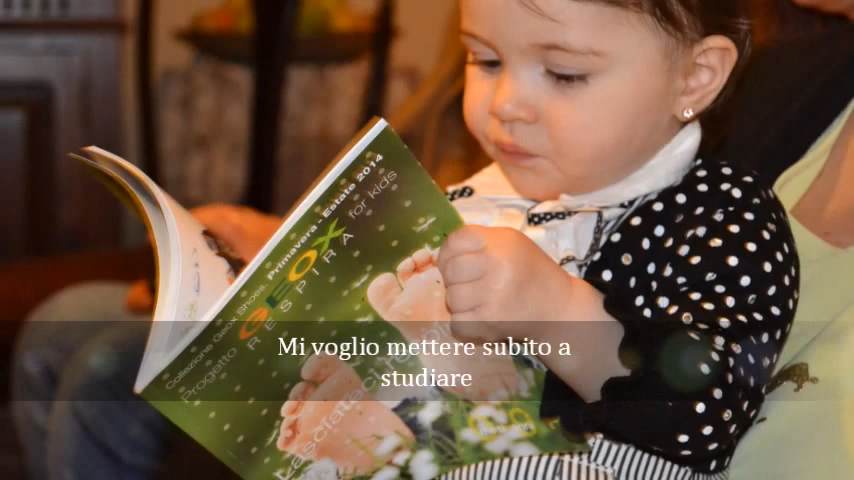 Collezione Geox Shoes. Primavera - Estate 2014
Progetto RESPIRA for kids
GEOX
Mi voglio mettere subito a
studiare